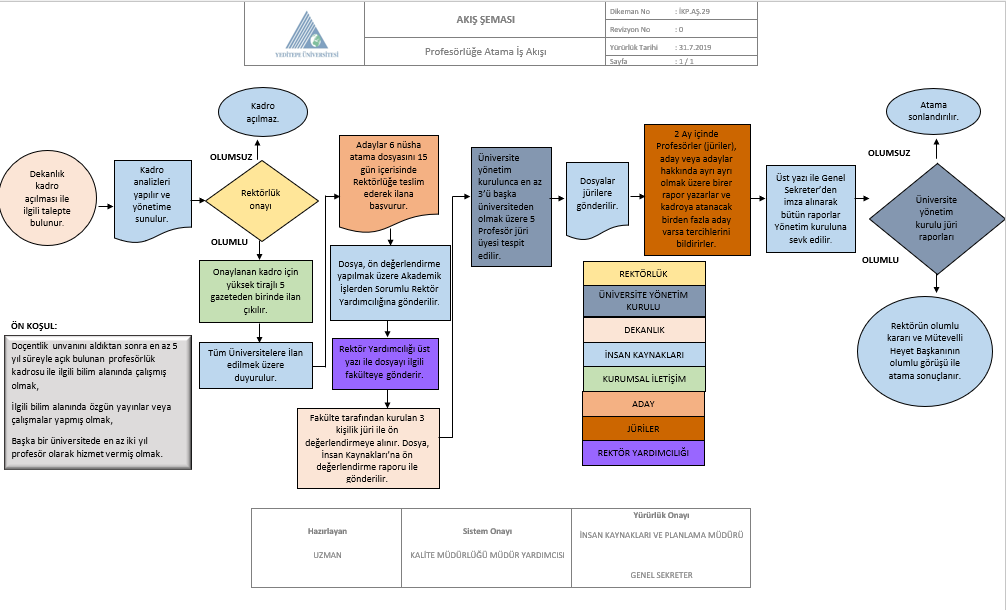 YEDİTEPE ÜNİVERSİTESİ
AKIŞ ŞEMASI
Profesörlüğe Atama İş Akışı
Dikeman No : İKP.AŞ.29
Revizyon No : 0
Yürürlük Tarihi : 31.7.2019
Sayfa : 1 / 1
Dekanlık
kadro
açılması ile
ilgili talepte
bulunur.
Kadro
analizleri
yapılır ve
yönetime
sunulur.
Kadro
açılmaz.
OLUMSUZ
Rektörlük
onayı
OLUMLU
Onaylanan kadro için
yüksek tirajlı 5
gazeteden birinde ilan
çıkılır.
Tüm Üniversitelere İlan
edilmek üzere
duyurulur.
Adaylar 6 nüsha
atama dosyasını 15
gün içerisinde
Rektörlüğe teslim
ederek ilana
başvurur.
Dosya, ön değerlendirme
yapılmak üzere Akademik
İşlerden Sorumlu Rektör
Yardımcılığına gönderilir.
Rektör Yardımcılığı üst
yazı ile dosyayı ilgili
fakülteye gönderir.
Fakülte tarafından kurulan 3
kişilik jüri ile ön
değerlendirmeye alınır. Dosya,
İnsan Kaynakları'na ön
değerlendirme raporu ile
gönderilir.
Üniversite
yönetim
kurulunca en az
3'ü başka
üniversiteden
olmak üzere 5
Profesör jüri
üyesi tespit
edilir.
Dosyalar
jürilere
gönderilir.
2 Ay içinde
Profesörler (jüriler),
aday veya adaylar
hakkında ayrı ayrı
olmak üzere birer
rapor yazarlar ve
kadroya atanacak
birden fazla aday
varsa tercihlerini
bildirirler.
Üst yazı ile Genel
Sekreter'den
imza alınarak
bütün raporlar
Yönetim kuruluna
sevk edilir.
Atama
sonlandırılır.
OLUMSUZ
Üniversite
yönetim
kurulu jüri
raporları
OLUMLU
Rektörün olumlu
kararı ve Mütevelli
Heyet Başkanının
olumlu görüşü ile
atama sonuçlanır.
REKTÖRLÜK
ÜNİVERSİTE YÖNETİM
KURULU
DEKANLIK
İNSAN KAYNAKLARI
KURUMSAL İLETİŞİM
ADAY
JÜRİLER
REKTÖR YARDIMCILIĞI
ÖN KOŞUL:
Doçentlik unvanını aldıktan sonra en az 5
yıl süreyle açık bulunan profesörlük
kadrosu ile ilgili bilim alanında çalışmış
olmak,
İlgili bilim alanında özgün yayınlar veya
çalışmalar yapmış olmak,
Başka bir üniversitede en az iki yıl
profesör olarak hizmet vermiş olmak.
Hazırlayan
UZMAN
Sistem Onayı
KALİTE MÜDÜRLÜĞÜ MÜDÜR YARDIMCISI
Yürürlük Onayı
İNSAN KAYNAKLARI VE PLANLAMA MÜDÜRÜ
GENEL SEKRETER